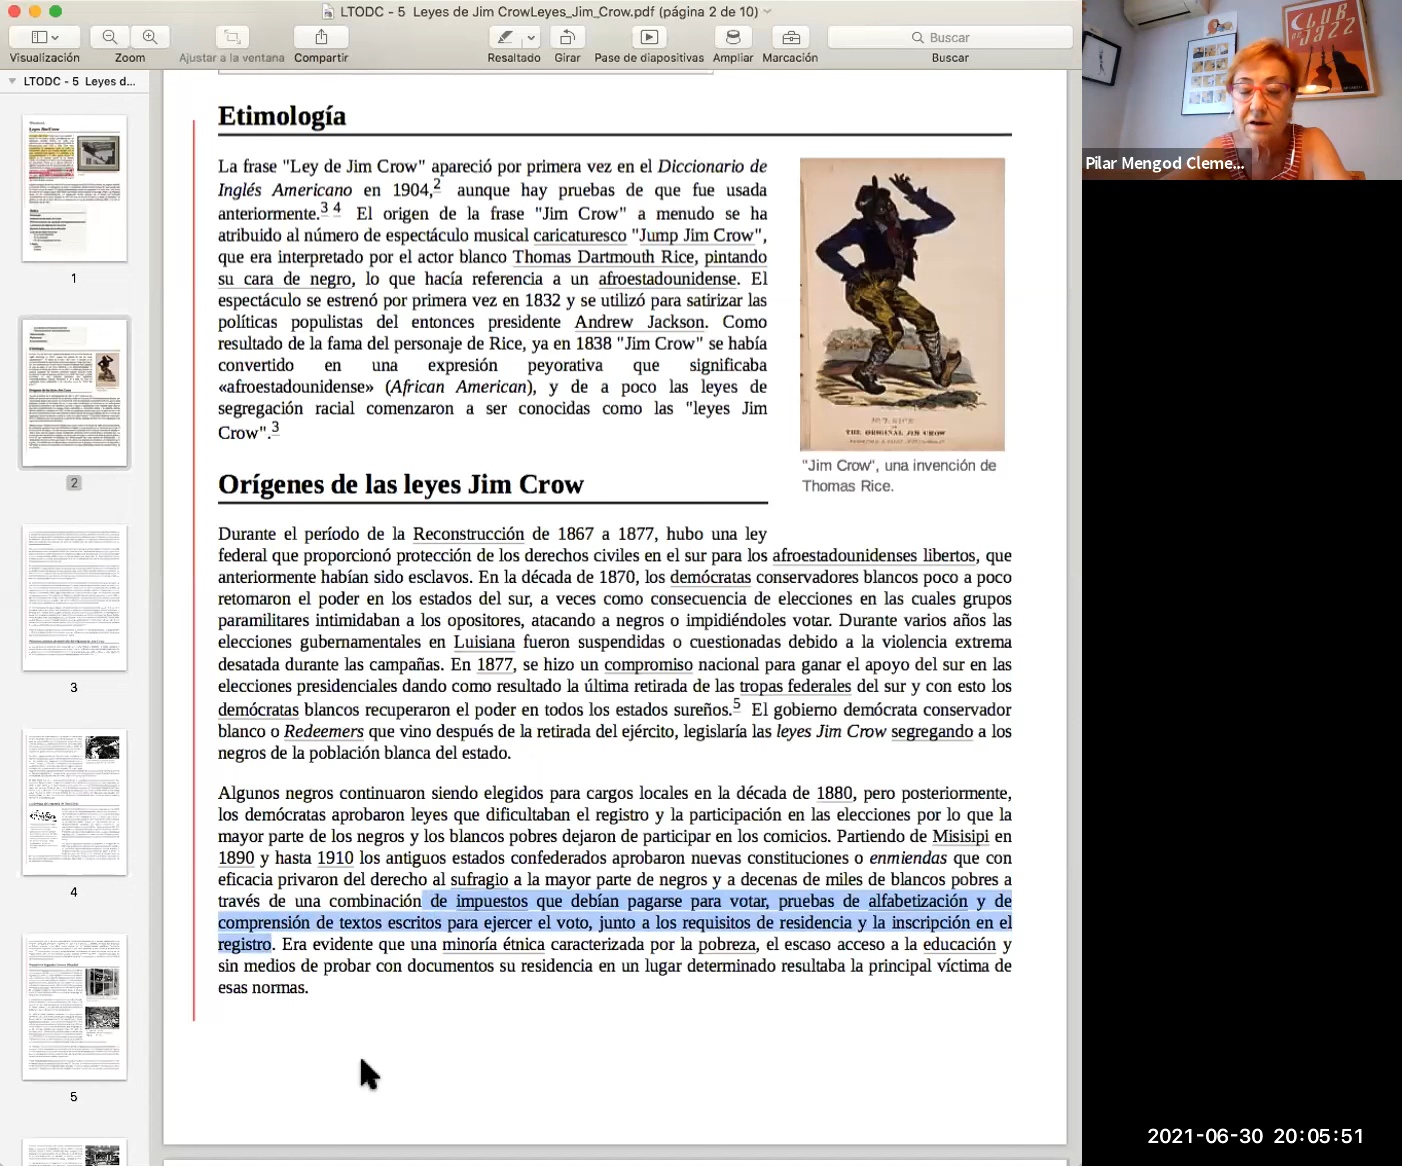 LTODC - 5 Leyes de Jim CrowLeyes_Jim_Crow.pdf (página 2 de 10)
Visualización
Zoom
Ajustar a la ventana
Compartir
Resaltado
Girar
Pase de diapositivas
Ampliar
Marcación
Buscar
Buscar
LTODC - 5 Leyes d...
1
2
3
4
5
Etimología
La frase "Ley de Jim Crow" apareció por primera vez en el Diccionario de
Inglés Americano en 1904,2 aunque hay pruebas de que fue usada
anteriormente.3 4 El origen de la frase "Jim Crow" a menudo se ha
atribuido al número de espectáculo musical caricaturesco "Jump Jim Crow",
que era interpretado por el actor blanco Thomas Dartmouth Rice, pintando
su cara de negro, lo que hacía referencia a un afroestadounidense. El
espectáculo se estrenó por primera vez en 1832 y se utilizó para satirizar las
políticas populistas del entonces presidente Andrew Jackson. Como
resultado de la fama del personaje de Rice, ya en 1838 "Jim Crow" se había
convertido en una expresión peyorativa que significaba
«afroestadounidense» (African American), y de a poco las leyes de
segregación racial comenzaron a ser conocidas como las "leyes Jim
Crow".3
THE ORIGINAL JIM CROW
"Jim Crow", una invención de
Thomas Rice.
Orígenes de las leyes Jim Crow
Durante el período de la Reconstrucción de 1867 a 1877, hubo una ley
federal que proporcionó protección de los derechos civiles en el sur para los afroestadounidenses libertos, que
anteriormente habían sido esclavos. En la década de 1870, los demócratas conservadores blancos poco a poco
retomaron el poder en los estados del sur, a veces como consecuencia de elecciones en las cuales grupos
paramilitares intimidaban a los opositores, atacando a negros o impidiéndoles votar. Durante varios años las
elecciones gubernamentales en Luisiana fueron suspendidas o cuestionadas debido a la violencia extrema
desatada durante las campañas. En 1877, se hizo un compromiso nacional para ganar el apoyo del sur en las
elecciones presidenciales dando como resultado la última retirada de las tropas federales del sur y con esto los
demócratas blancos recuperaron el poder en todos los estados sureños.5 El gobierno demócrata conservador
blanco o Redeemers que vino después de la retirada del ejército, legislaría las leyes Jim Crow segregando a los
negros de la población blanca del estado.
Algunos negros continuaron siendo elegidos para cargos locales en la década de 1880, pero posteriormente,
los demócratas aprobaron leyes que dificultaban el registro y la participación en las elecciones por lo que la
mayor parte de los negros y los blancos pobres dejaron de participar en los comicios. Partiendo de Misisipi en
1890 y hasta 1910 los antiguos estados confederados aprobaron nuevas constituciones o enmiendas que con
eficacia privaron del derecho al sufragio a la mayor parte de negros y a decenas de miles de blancos pobres a
través de una combinación de impuestos que debían pagarse para votar, pruebas de alfabetización y de
comprensión de textos escritos para ejercer el voto, junto a los requisitos de residencia y la inscripción en el
registro. Era evidente que una minoría étnica caracterizada por la pobreza, el escaso acceso a la educación y
sin medios de probar con documentos su residencia en un lugar determinado resultaba la principal víctima de
esas normas.
CLUB
de JAZZ
Pilar Mengod Cleme...
2021-06-30 20:05:51